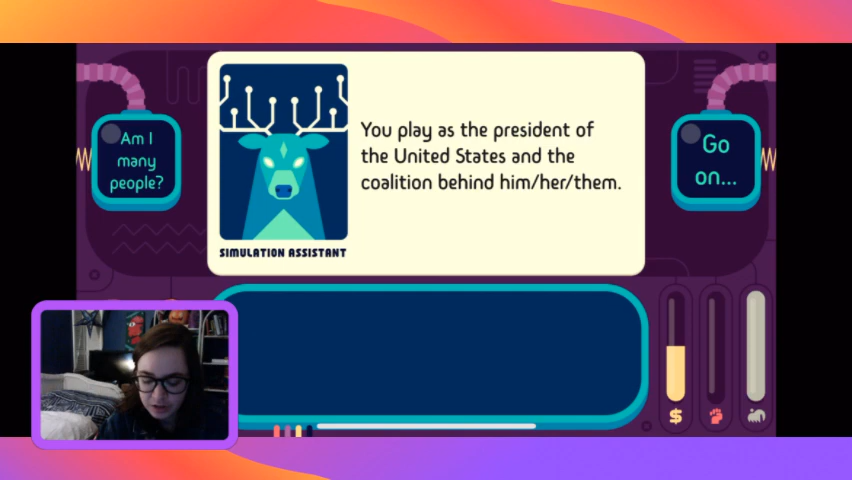 Am I
many
people?
You play as the president of
the United States and the
coalition behind him/her/them.
SIMULATION ASSISTANT
Go
on...
$